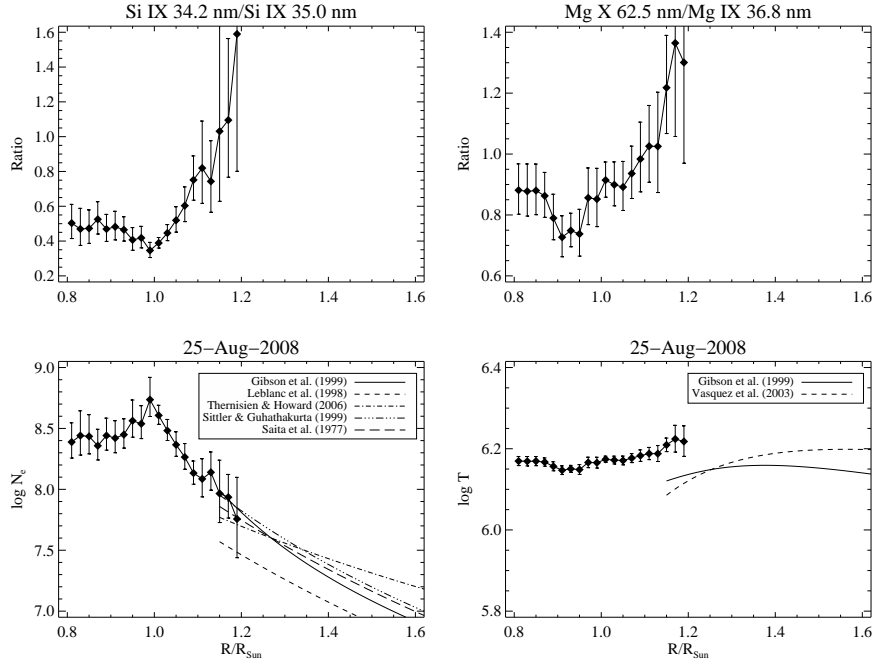 Si IX 34.2 nm/Si IX 35.0 nm
Mg X 62.5 nm/Mg IX 36.8 nm
1.6
1.4
1.2
1.0
0.8
0.6
0.4
0.2
Ratio
0.8 1.0 1.2 1.4 1.6
1.4
1.2
1.0
0.8
0.6
Ratio
0.8 1.0 1.2 1.4 1.6
25−Aug−2008
9.0
8.5
8.0
7.5
7.0
log Ne
Gibson et al. (1999)
Leblanc et al. (1998)
Thernisien & Howard (2006)
Sittler & Guhathakurta (1999)
Saita et al. (1977)
0.8 1.0 1.2 1.4 1.6
R/RSun
25−Aug−2008
6.4
6.2
6.0
5.8
log T
Gibson et al. (1999)
Vasquez et al. (2003)
0.8 1.0 1.2 1.4 1.6
R/RSun